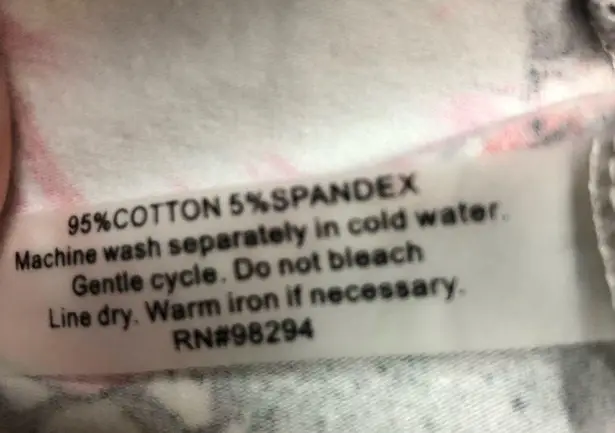 95%COTTON 5%SPANDEX
Machine wash separately in cold water.
Gentle cycle. Do not bleach
Line dry. Warm iron if necessary.
RN#98294